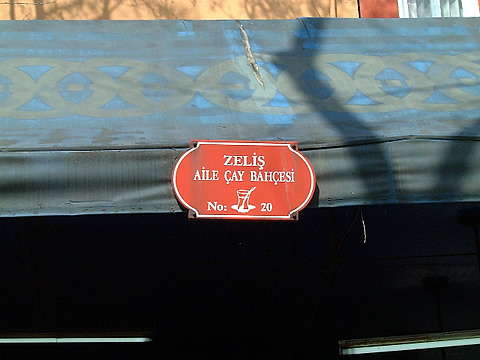 ZELİŞ
AİLE ÇAY BAHÇESİ
No: 20